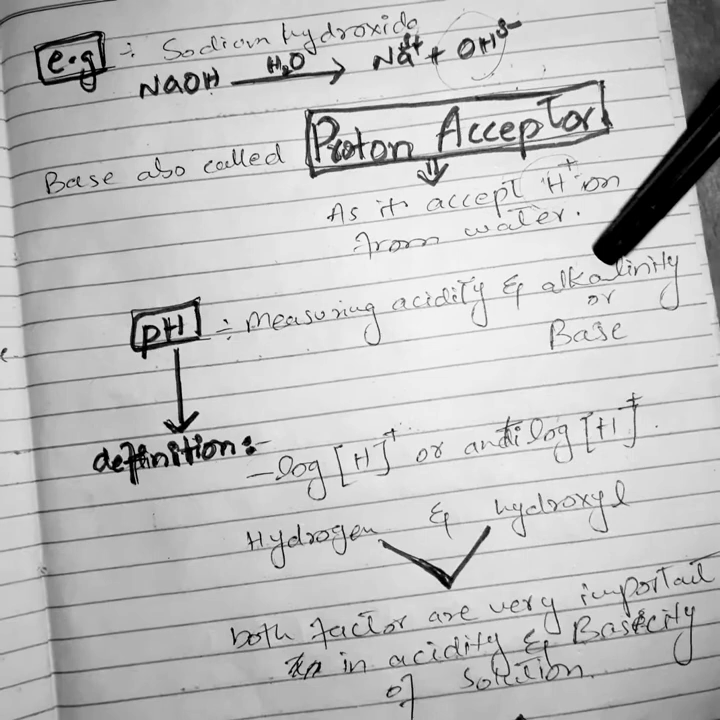 e.g ÷ Sodium hydroxide
NaOH H₂O → Na⁺ + OH⁻
Base also called Proton Acceptor
As it accept H⁺ ion
from water.
pH ÷ measuring acidity & alkalinity
or
Base
definition:- -log [H]⁺ or antilog [H]⁺.
Hydrogen & hydroxyl
both factor are very importail
in acidity & Basicity
of Solution.